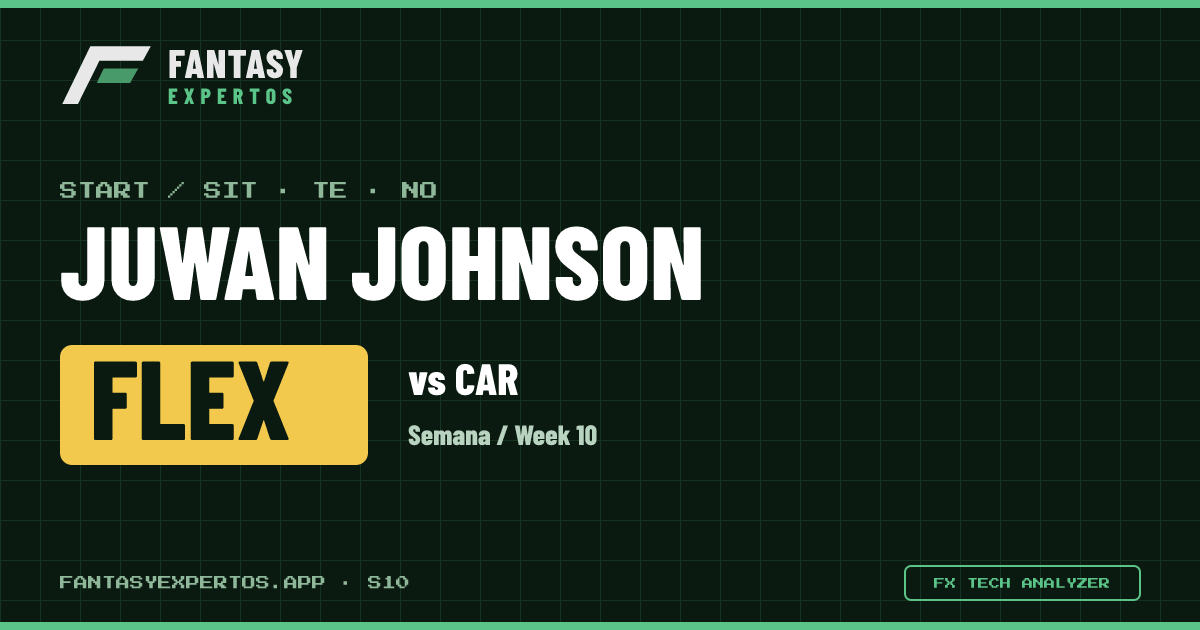 FANTASY
EXPERTOS
START / SIT · TE · NO
JUWAN JOHNSON
FLEX
vs CAR
Semana / Week 10
FANTASYEXPERTOS.APP · S10
FX TECH ANALYZER